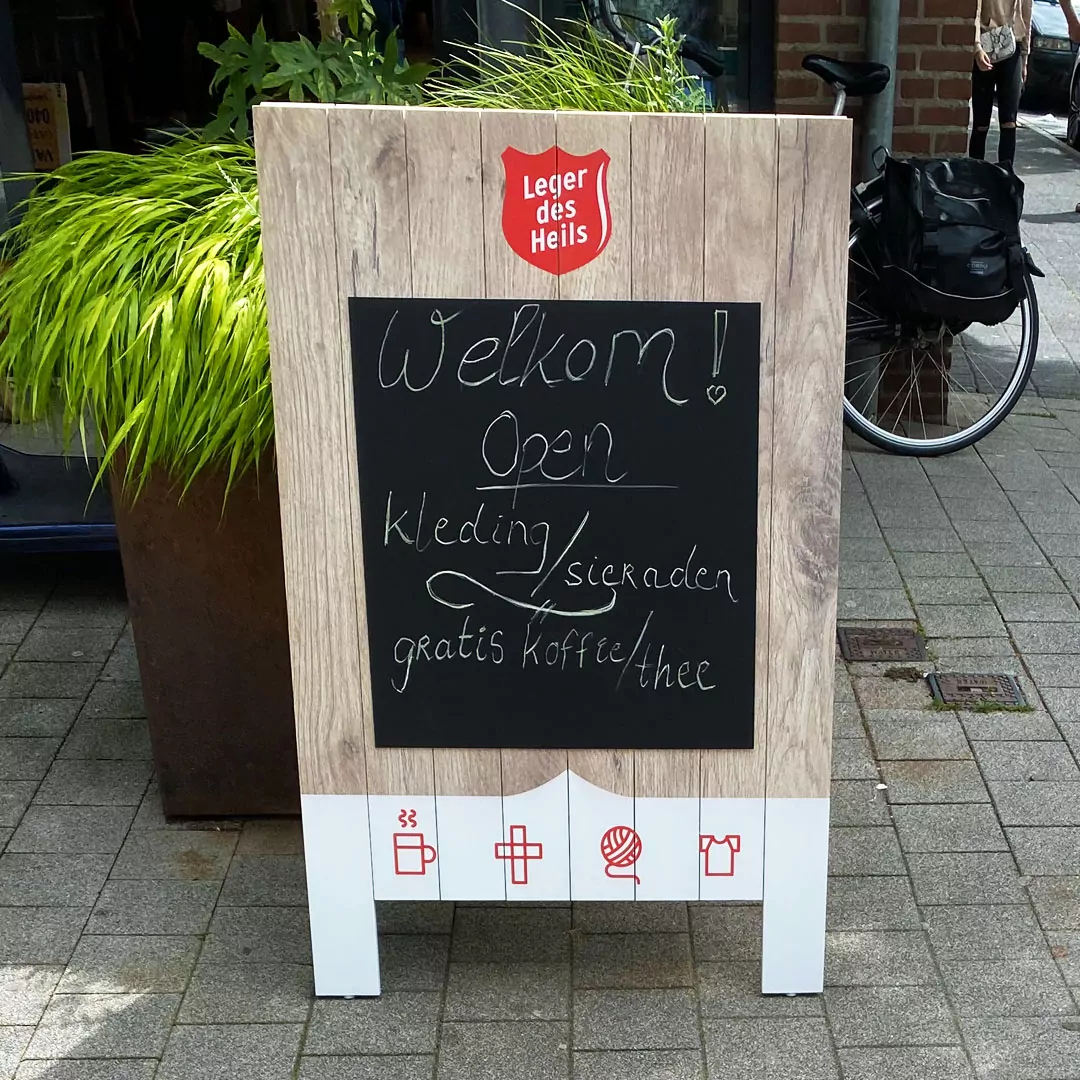 Leger
des
Heils
Welkom!
Open
Kleding/
sieraden
gratis koffie/
thee